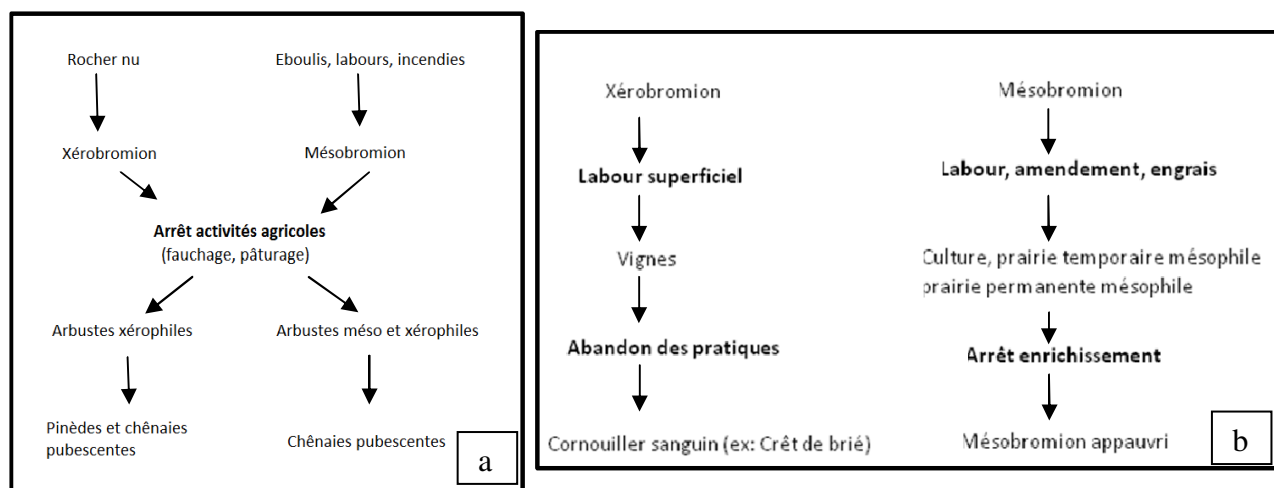 Rocher nu
Eboulis, labours, incendies
Xérobromion
Mésobromion
Arrêt activités agricoles
(fauchage, pâturage)
Arbustes xérophiles
Arbustes méso et xérophiles
Pinèdes et chênaies
pubescentes
Chênaies pubescentes
a
Xérobromion
Mésobromion
Labour superficiel
Labour, amendement, engrais
Vignes
Culture, prairie temporaire mésophile
prairie permanente mésophile
Abandon des pratiques
Arrêt enrichissement
Cornouiller sanguin (ex: Crêt de brié)
Mésobromion appauvri
b